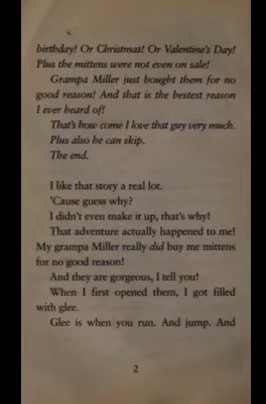 birthday! Or Christmas! Or Valentine's Day!
Plus the mittens were not even on sale!
Grampa Miller just bought them for no
good reason! And that is the bestest reason
I ever heard of!
That's how come I love that guy very much.
Plus also he can skip.
The end.
I like that story a real lot.
'Cause guess why?
I didn't even make it up, that's why!
That adventure actually happened to me!
My grampa Miller really did buy me mittens
for no good reason!
And they are gorgeous, I tell you!
When I first opened them, I got filled
with glee.
Glee is when you run. And jump. And
2